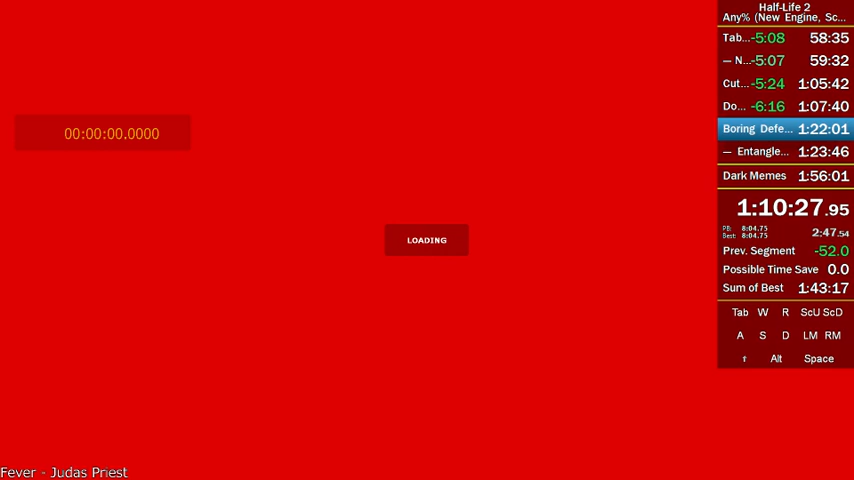 Half-Life 2
Any% (New Engine, Sc...
Tab... -5:08 58:35
— N... -5:07 59:32
Cut... -5:24 1:05:42
Do... -6:16 1:07:40
Boring Defe... 1:22:01
— Entangle... 1:23:46
Dark Memes 1:56:01
1:10:27.95
PB: 8:04.75
Best: 8:04.75
2:47.54
Prev. Segment -52.0
Possible Time Save 0.0
Sum of Best 1:43:17
Tab W R ScU ScD
A S D LM RM
↑ Alt Space
00:00:00.0000
LOADING
Fever - Judas Priest